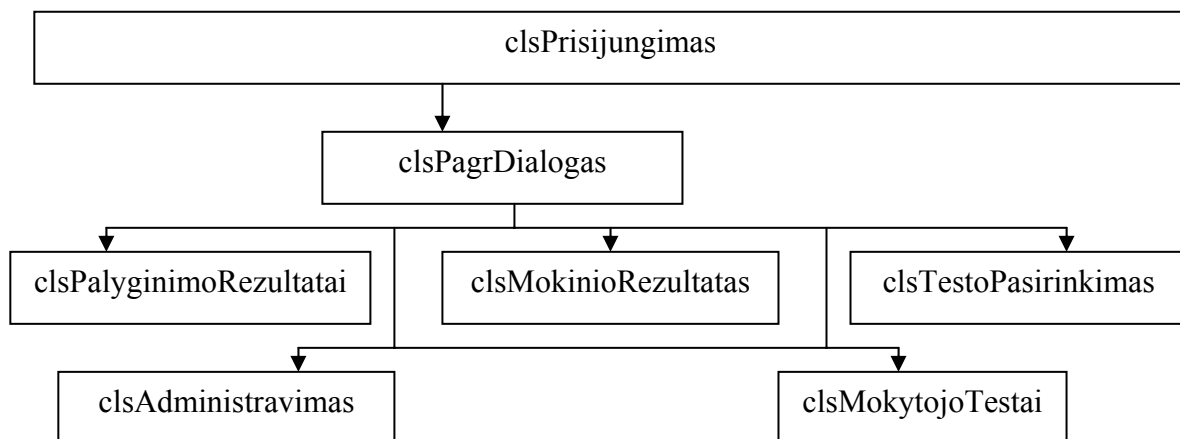 clsPrisijungimas
clsPagrDialogas
clsPalyginimoRezultatai
clsMokinioRezultatas
clsTestoPasirinkimas
clsAdministravimas
clsMokytojoTestai